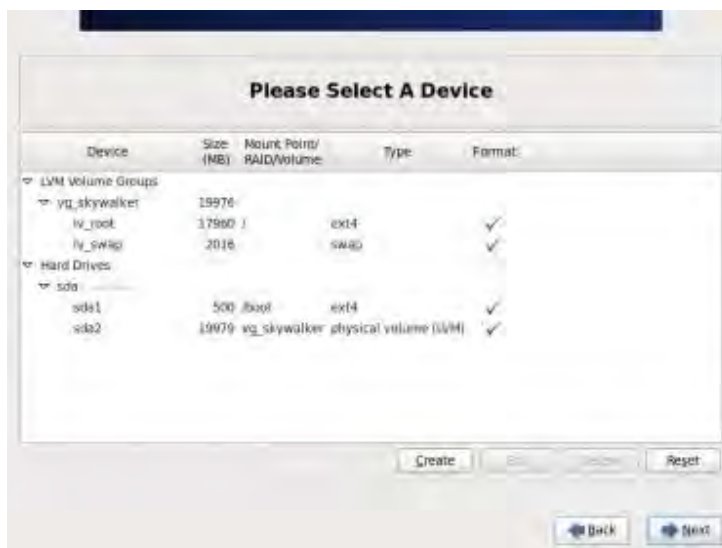 Please Select A Device
Device Size (MB) Mount Point/ RAID/Volume Type Format
LVM Volume Groups
vg_skywalker 19976
lv_root 17960 / ext4
lv_swap 2016 swap
Hard Drives
sda
sda1 500 /boot ext4
sda2 19979 vg_skywalker physical volume (LVM)
Create Reset
Back Next